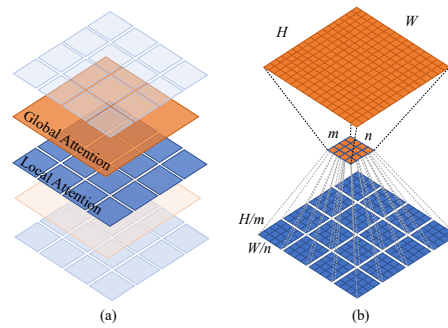 H
W
Global Attention
Local Attention
m
n
H/m
W/n
(a)
(b)